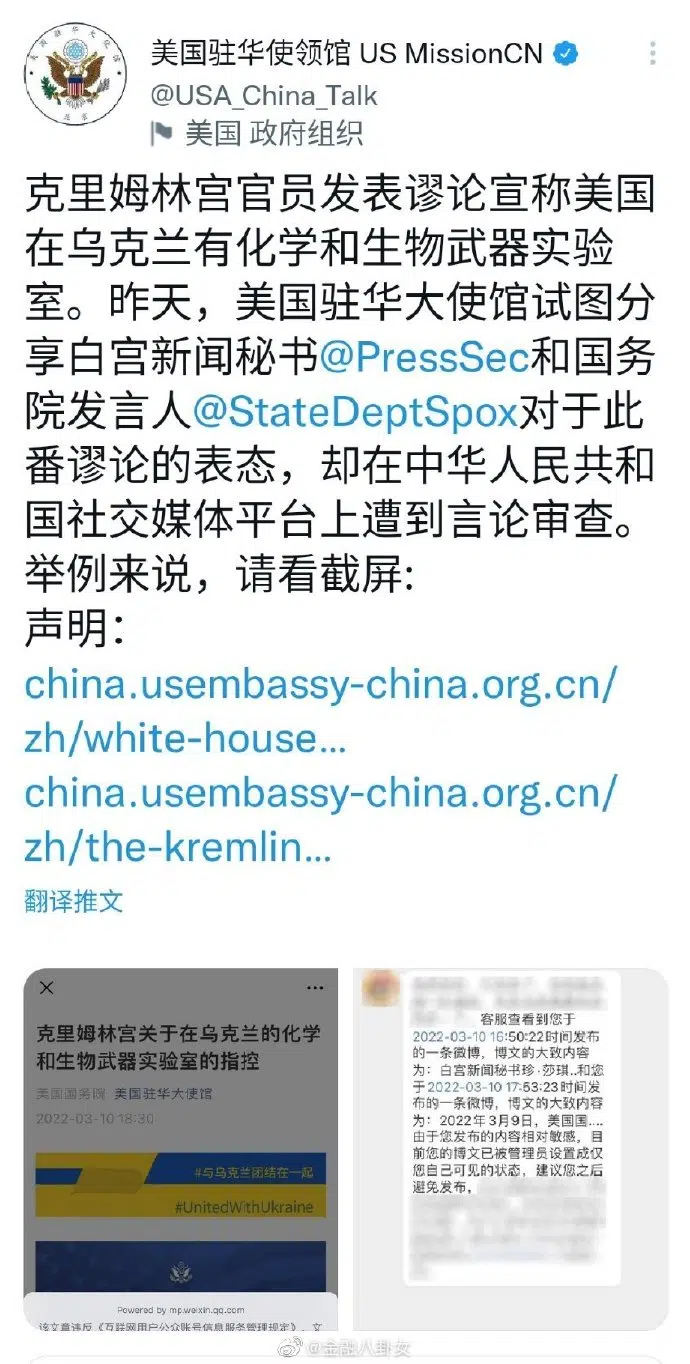 美国驻华使领馆 US MissionCN
@USA_China_Talk
美国 政府组织
克里姆林宫官员发表谬论宣称美国
在乌克兰有化学和生物武器实验
室。昨天，美国驻华大使馆试图分
享白宫新闻秘书@PressSec和国务
院发言人@StateDeptSpox对于此
番谬论的表态，却在中华人民共和
国社交媒体平台上遭到言论审查。
举例来说，请看截屏:
声明：
china.usembassy-china.org.cn/
zh/white-house…
china.usembassy-china.org.cn/
zh/the-kremlin…
翻译推文
克里姆林宫关于在乌克兰的化学
和生物武器实验室的指控
美国国务院 美国驻华大使馆
2022-03-10 18:30
#与乌克兰团结在一起
#UnitedWithUkraine
Powered by mp.weixin.qq.com
该文章违反《互联网用户公众账号信息服务管理规定》，文
客服查看到您于
2022-03-10 16:50:22时间发布
的一条微博，博文的大致内容
为：白宫新闻秘书珍·莎琪..和您
于2022-03-10 17:53:23时间发
布的一条微博，博文的大致内容
为：2022年3月9日，美国国....
由于您发布的内容相对敏感，目
前您的博文已被管理员设置成仅
您自己可见的状态，建议您之后
避免发布，
@金融八卦女